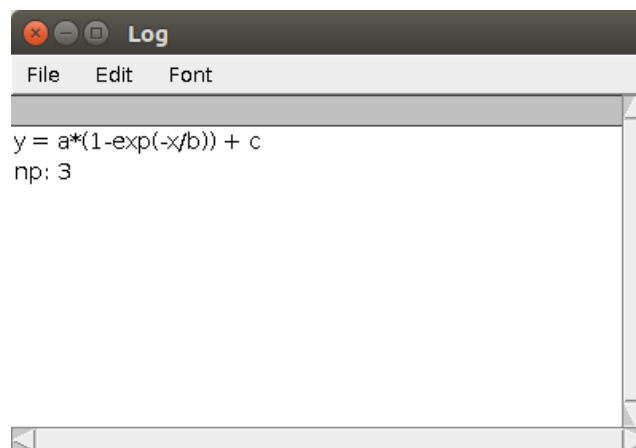 Log
File Edit Font
y = a*(1-exp(-x/b)) + c
np: 3